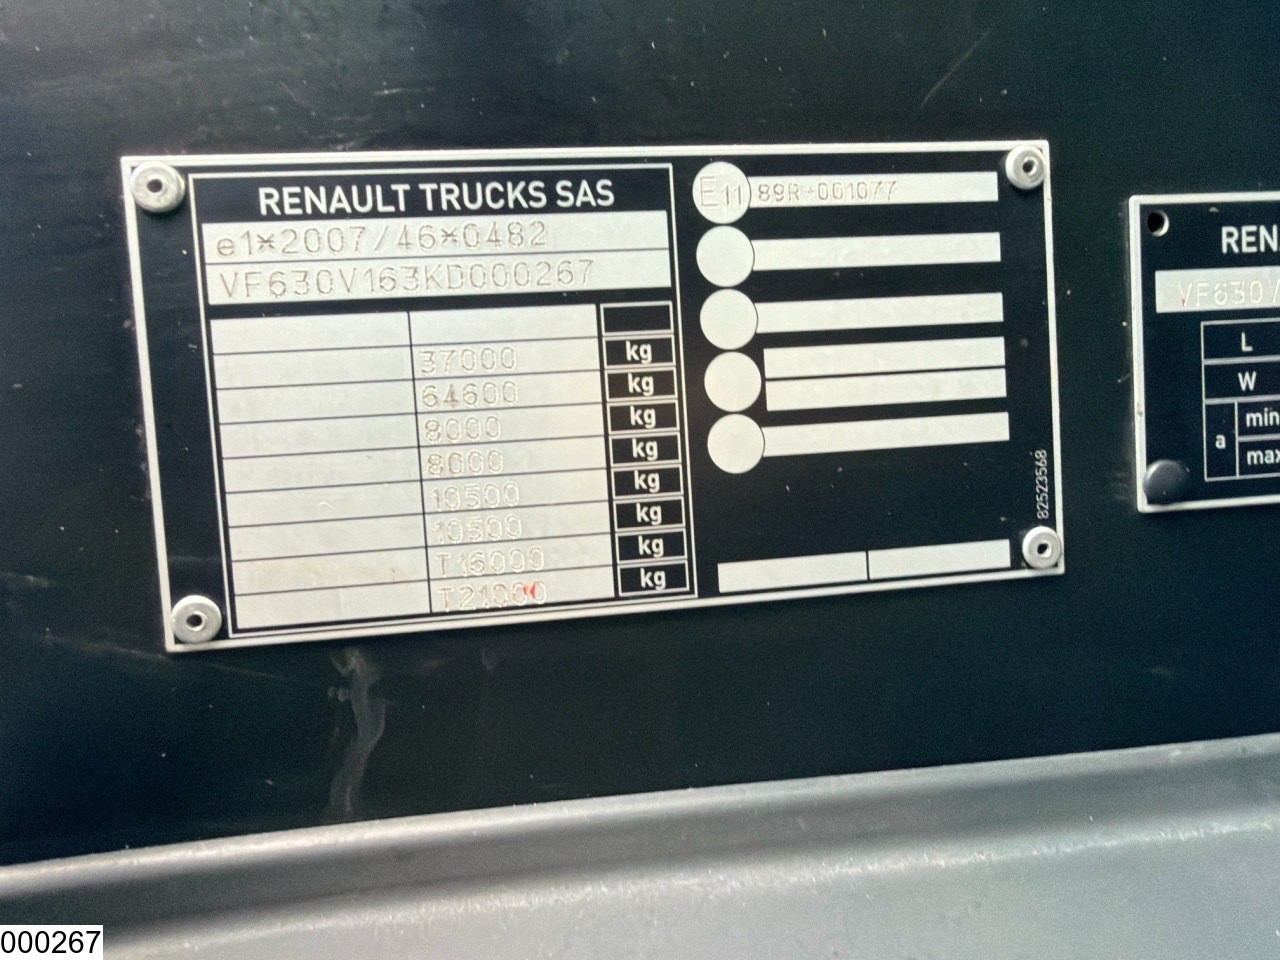 RENAULT TRUCKS SAS
e1*2007/46*0482
VF630V163KD000267
37000 kg
64600 kg
8000 kg
8000 kg
10500 kg
10500 kg
T16000 kg
T21000 kg
E11 89R-001077
82523568
REN
VF630
L
W
a
min
max
000267